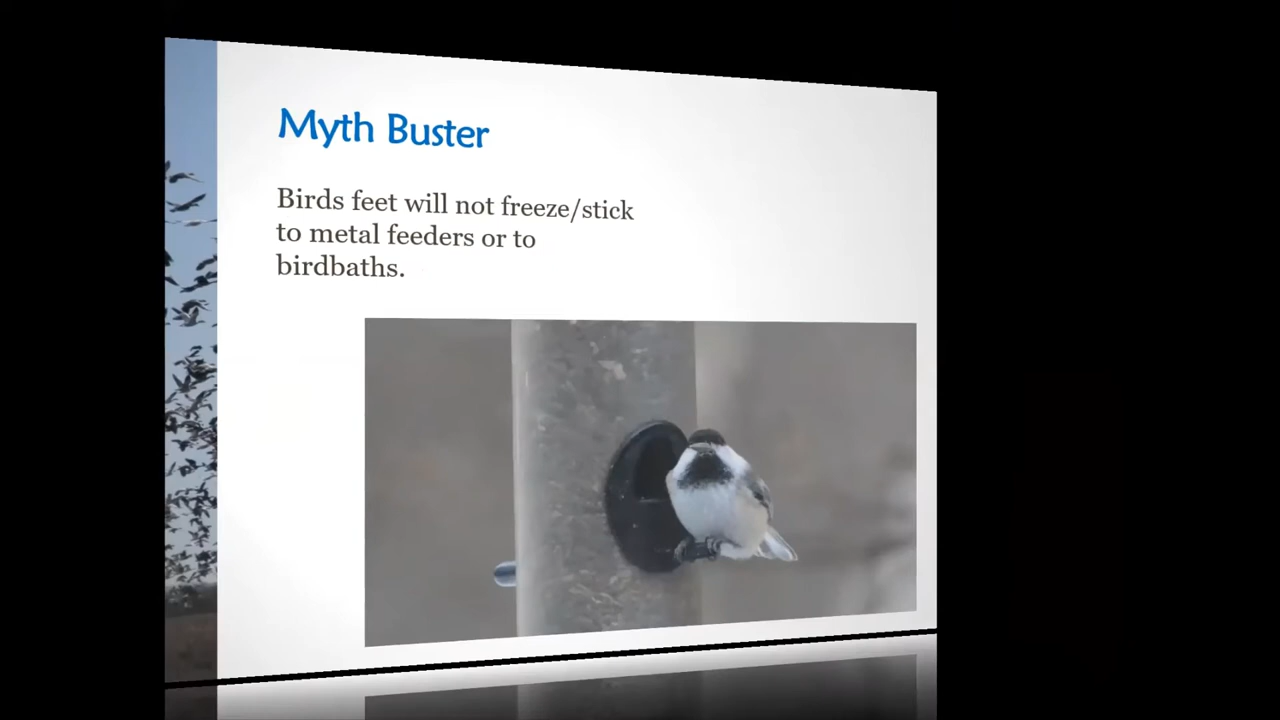 Myth Buster
Birds feet will not freeze/stick
to metal feeders or to
birdbaths.